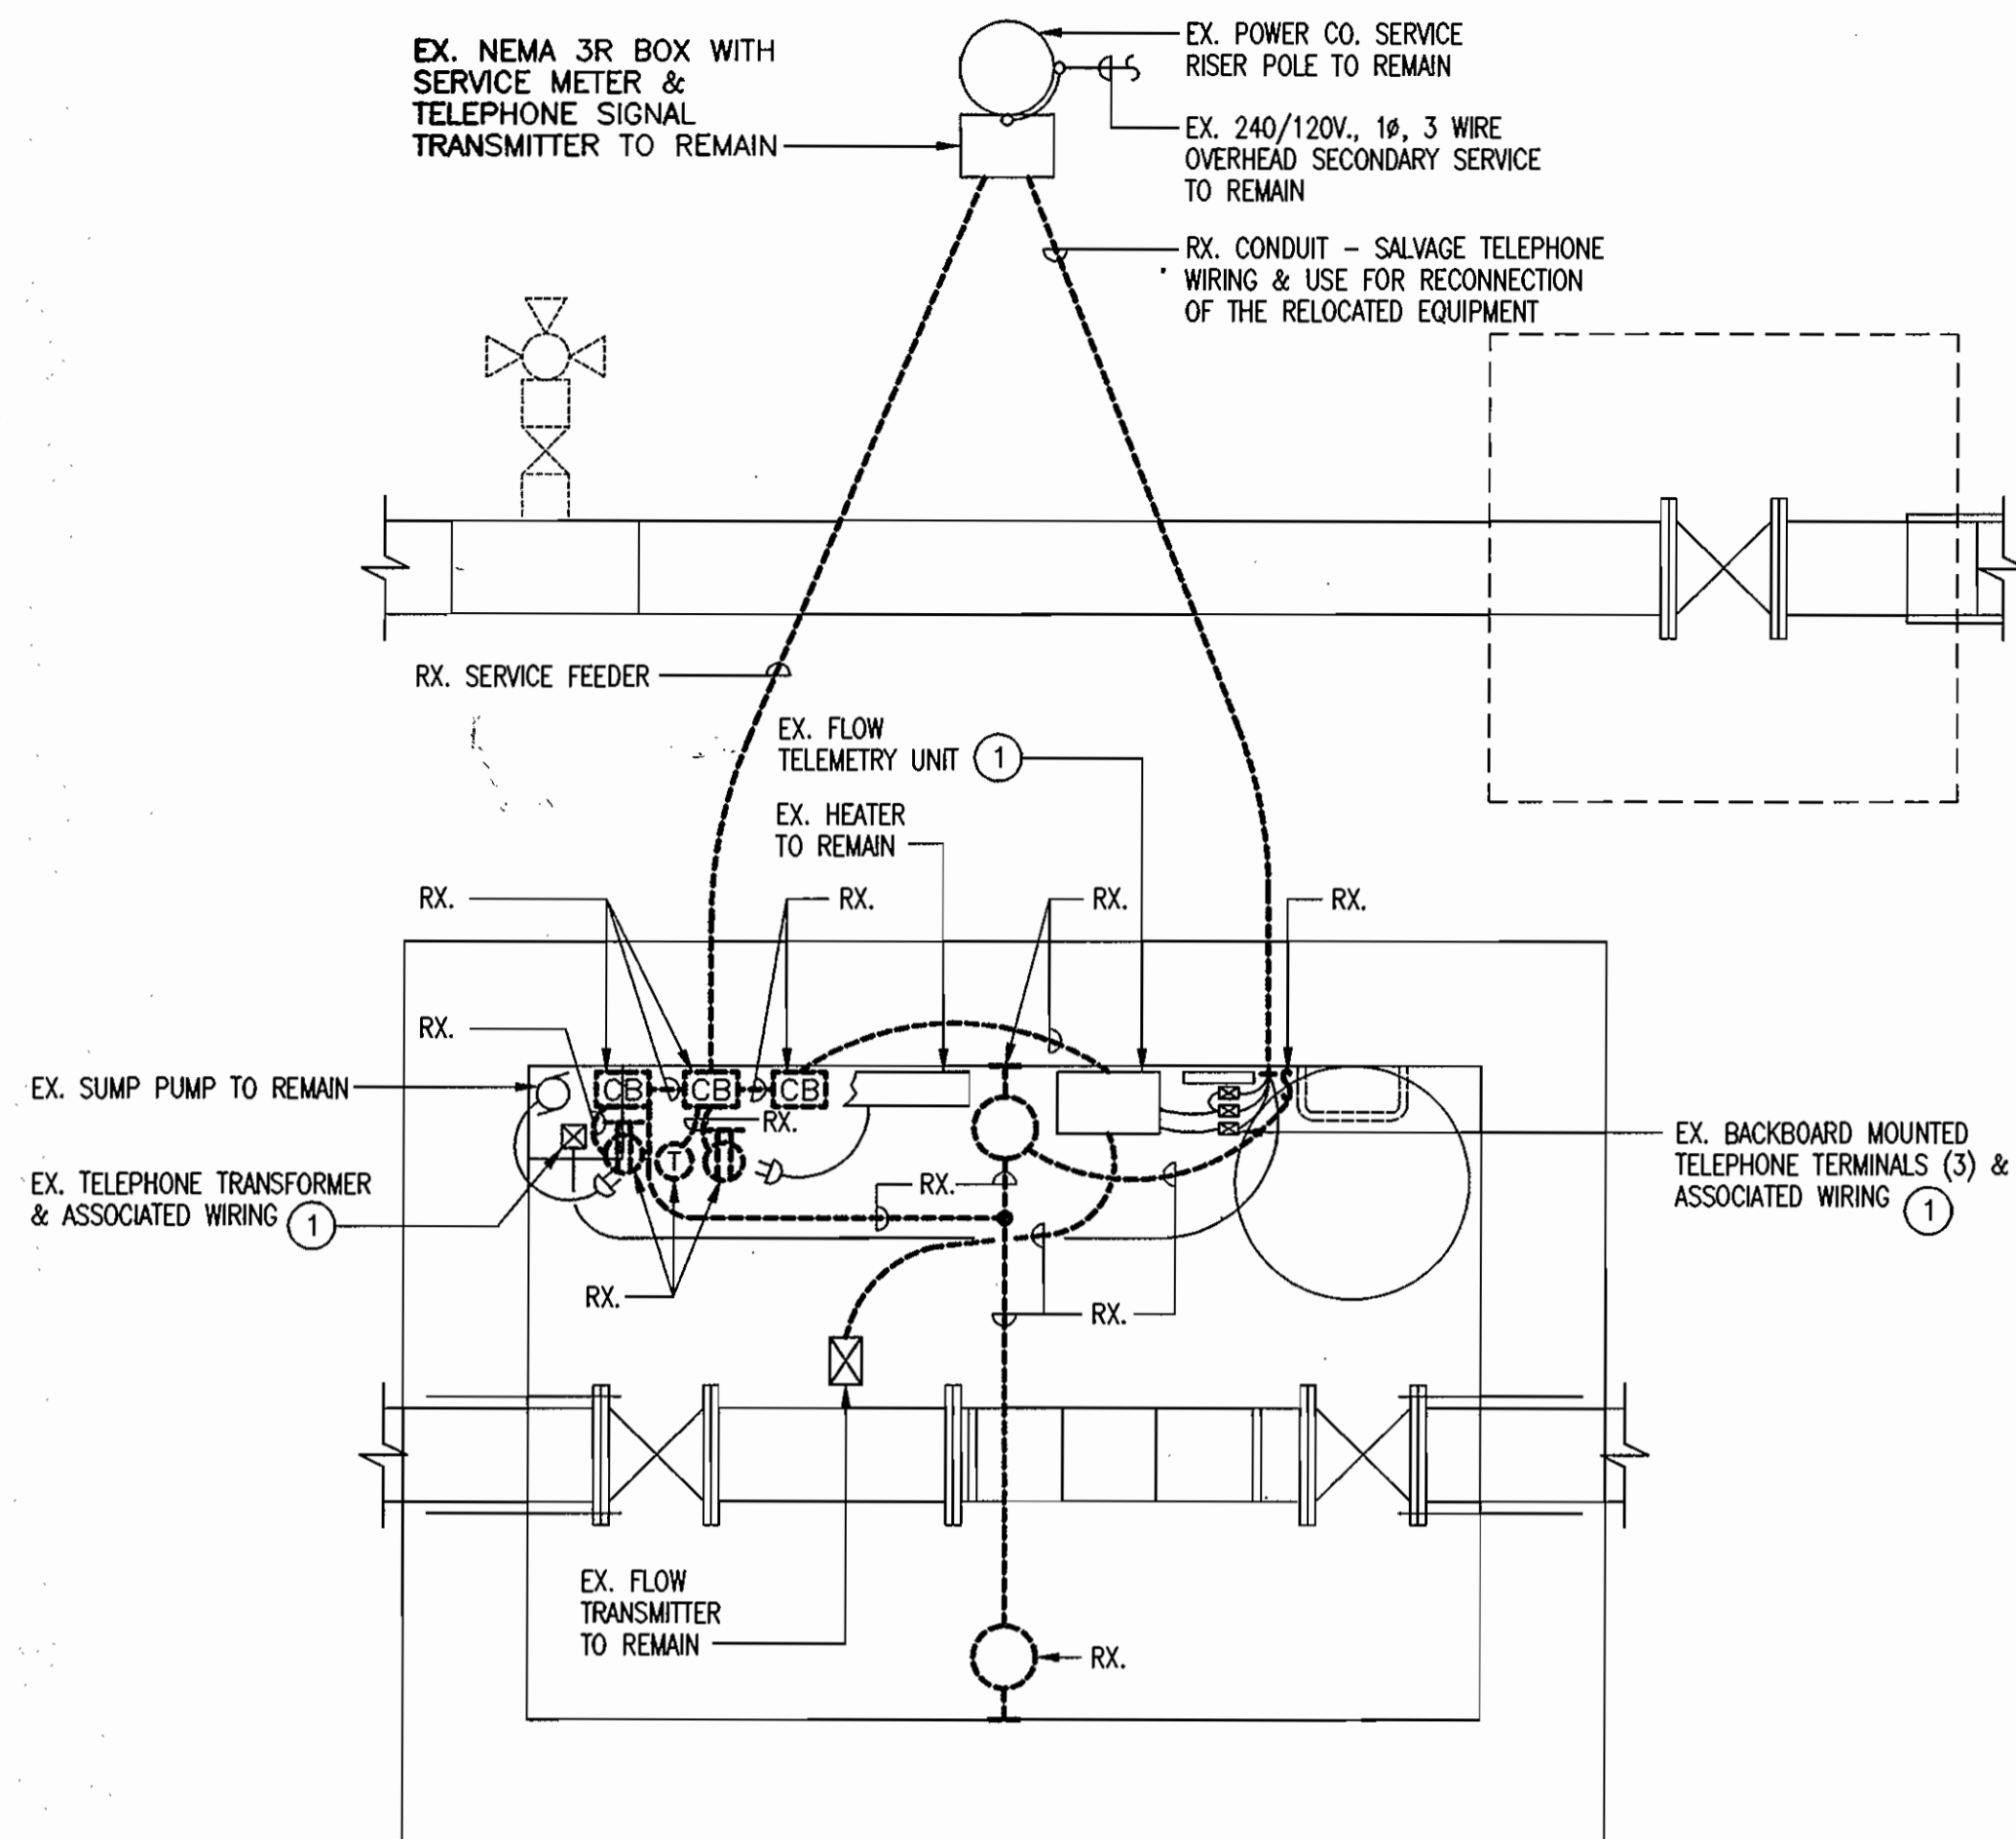 EX. NEMA 3R BOX WITH
SERVICE METER &
TELEPHONE SIGNAL
TRANSMITTER TO REMAIN
EX. POWER CO. SERVICE
RISER POLE TO REMAIN
EX. 240/120V., 1ø, 3 WIRE
OVERHEAD SECONDARY SERVICE
TO REMAIN
RX. CONDUIT – SALVAGE TELEPHONE
WIRING & USE FOR RECONNECTION
OF THE RELOCATED EQUIPMENT
RX. SERVICE FEEDER
EX. FLOW
TELEMETRY UNIT 1
EX. HEATER
TO REMAIN
RX.
RX.
RX.
RX.
RX.
EX. SUMP PUMP TO REMAIN
CB
CB
CB
RX.
T
EX. BACKBOARD MOUNTED
TELEPHONE TERMINALS (3) &
ASSOCIATED WIRING 1
EX. TELEPHONE TRANSFORMER
& ASSOCIATED WIRING 1
RX.
RX.
RX.
EX. FLOW
TRANSMITTER
TO REMAIN
RX.